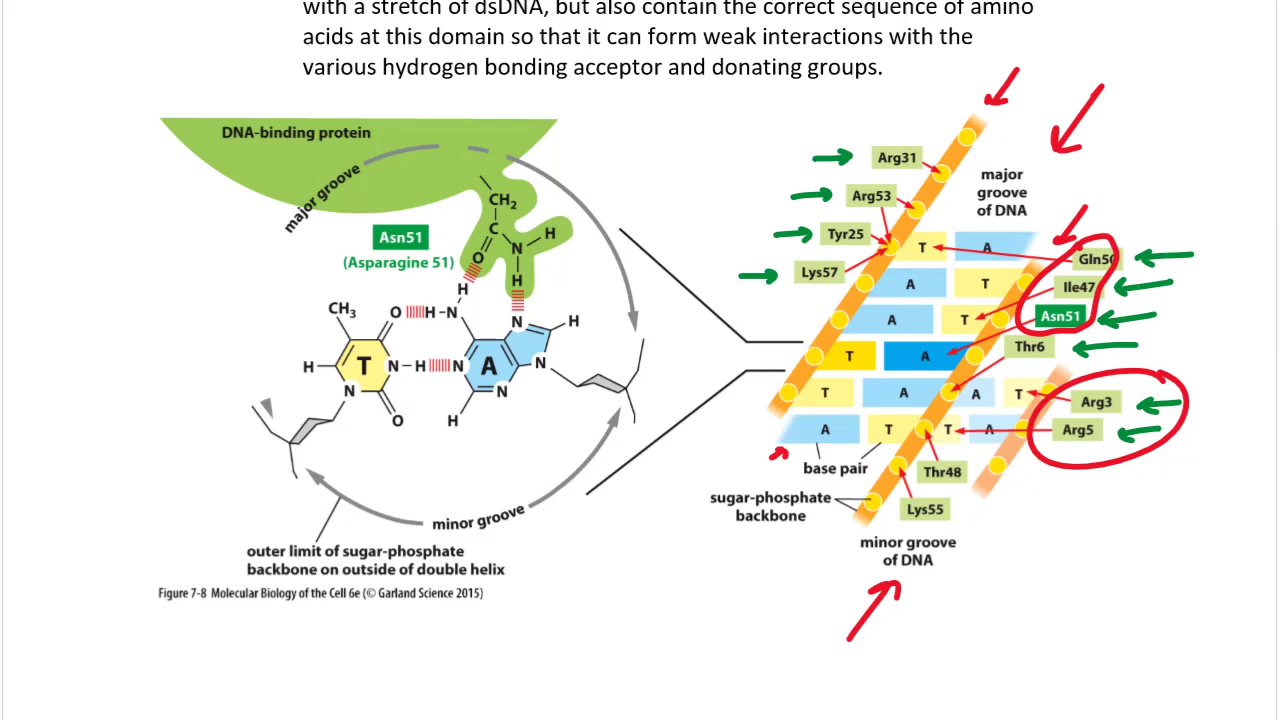 with a stretch of dsDNA, but also contain the correct sequence of amino
acids at this domain so that it can form weak interactions with the
various hydrogen bonding acceptor and donating groups.
DNA-binding protein
major groove
CH2
C
O
N
H
H
Asn51
(Asparagine 51)
H
CH3
O
H
N
N
H
H
T
N
H
N
A
N
N
N
H
O
H
minor groove
outer limit of sugar-phosphate
backbone on outside of double helix
Figure 7-8 Molecular Biology of the Cell 6e (© Garland Science 2015)
Arg31
Arg53
Tyr25
Lys57
major
groove
of DNA
T A
A T
A T
T A
T A A T
A T T A
Gln50
Ile47
Asn51
Thr6
Arg3
Arg5
base pair
Thr48
Lys55
sugar-phosphate
backbone
minor groove
of DNA